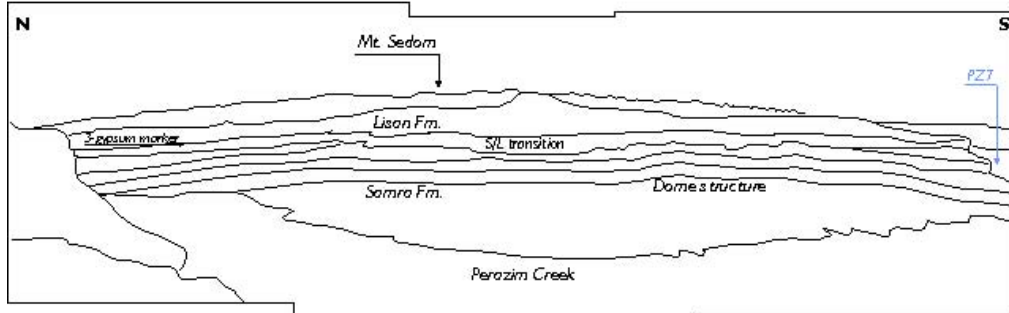 N
S
Mt. Sedom
PZ7
Lisan Fm.
3-gypsum marker
S/L transition
Samra Fm.
Dome structure
Perazim Creek